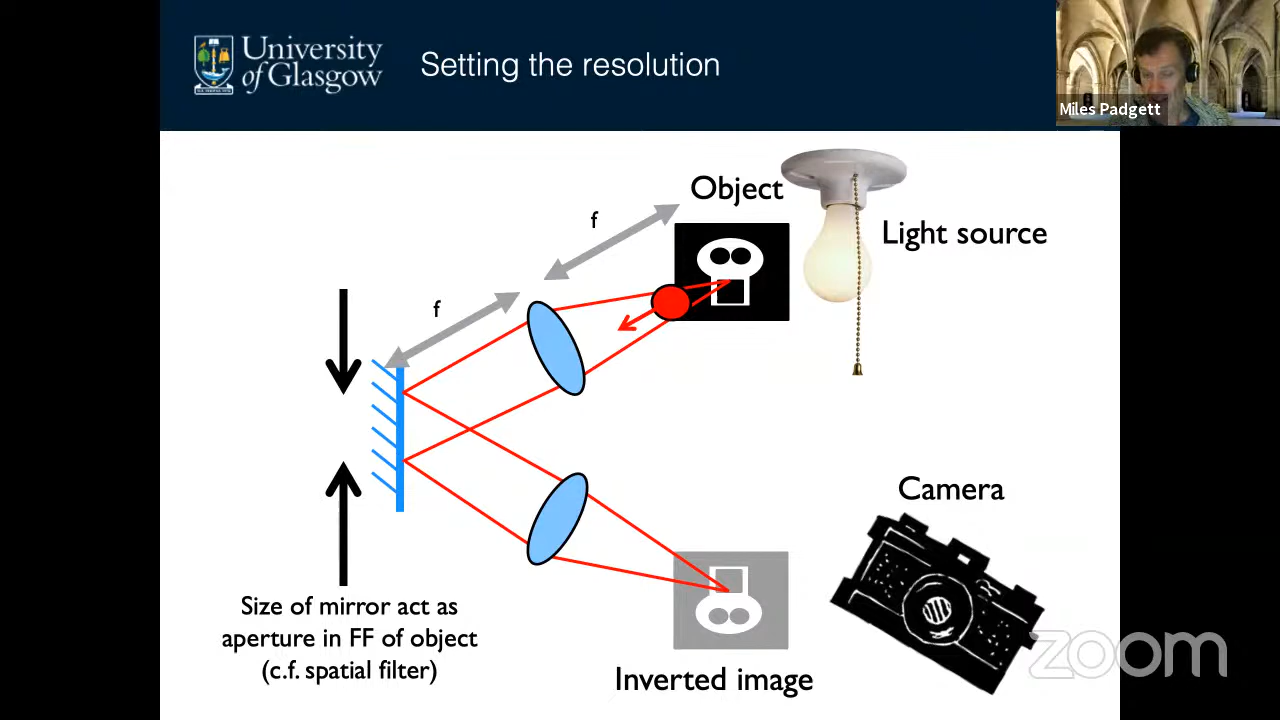 University
of Glasgow
Setting the resolution
Miles Padgett
Object
Light source
f
f
Camera
Size of mirror act as
aperture in FF of object
(c.f. spatial filter)
Inverted image
zoom